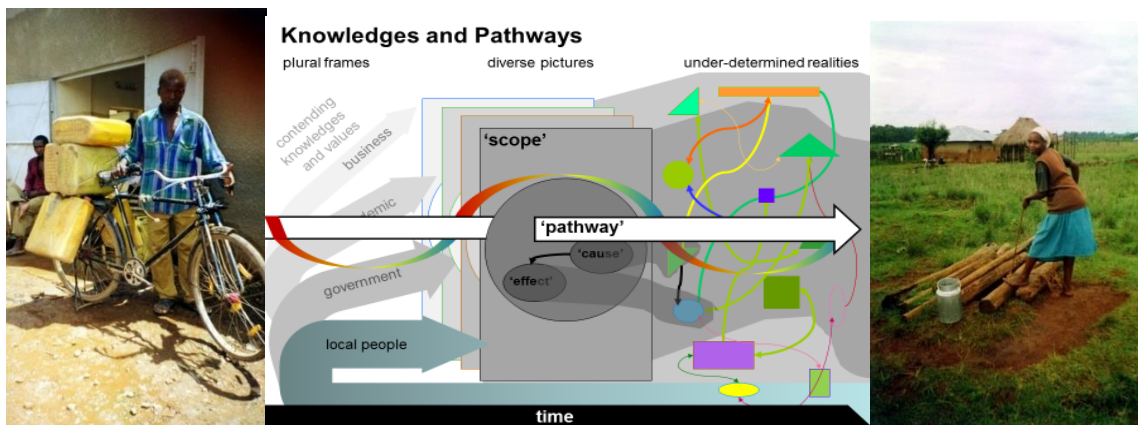 Knowledges and Pathways
plural frames
diverse pictures
under-determined realities
contending
knowledges
and values
business
'scope'
demic
'pathway'
'cause'
'effect'
government
local people
time